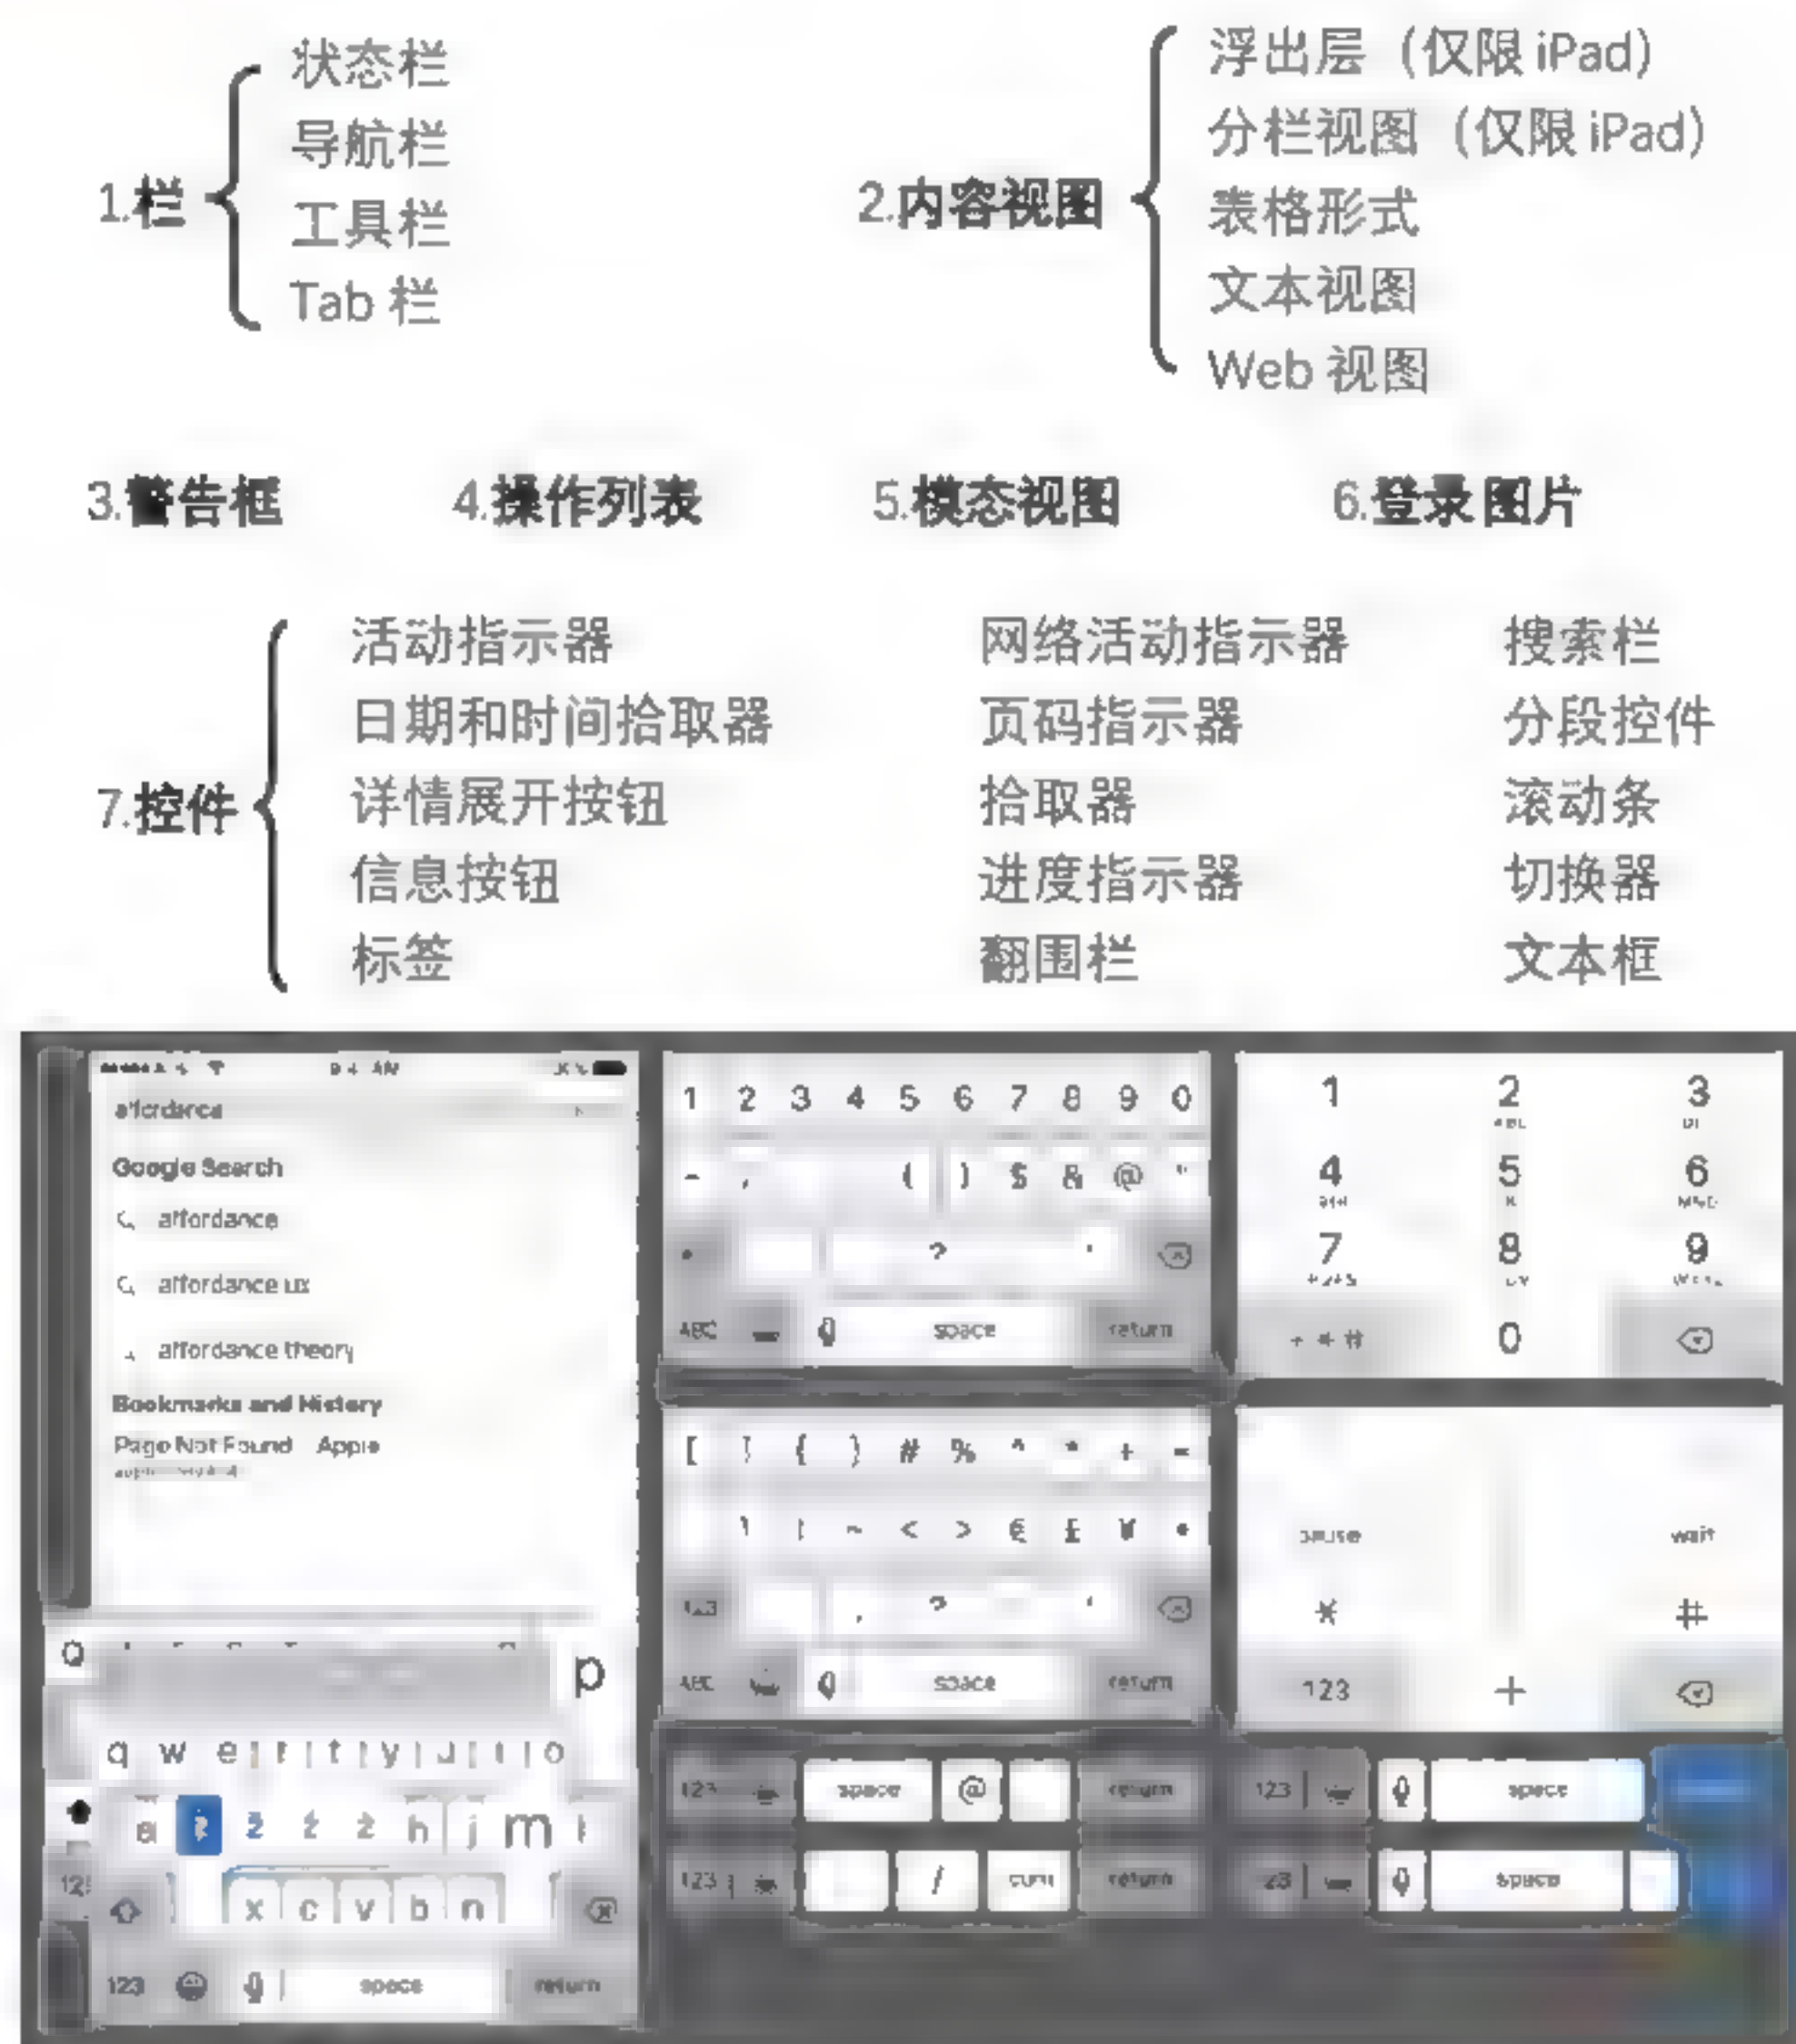 1.栏
状态栏
导航栏
工具栏
Tab 栏
2.内容视图
浮出层（仅限 iPad）
分栏视图（仅限 iPad）
表格形式
文本视图
Web 视图
3.警告框 4.操作列表 5.模态视图 6.登录图片
7.控件
活动指示器 网络活动指示器 搜索栏
日期和时间拾取器 页码指示器 分段控件
详情展开按钮 拾取器 滚动条
信息按钮 进度指示器 切换器
标签 翻围栏 文本框
affordance
Google Search
affordance
affordance ux
affordance theory
Bookmarks and History
Page Not Found Apple
Q
p
q w e r t y u i o
h j m
x c v b n
123 space return
1 2 3 4 5 6 7 8 9 0
- ( ) $ & @ "
? '
ABC space return
[ ] { } # % ^ * + =
\ | ~ < > € £ ¥ •
123 , ? '
ABC space return
123 space @ return
123 / return
1 2 3
ABC
4 5 6
7 8 9
+ * # 0
pause wait
* #
123 +
123 space
space